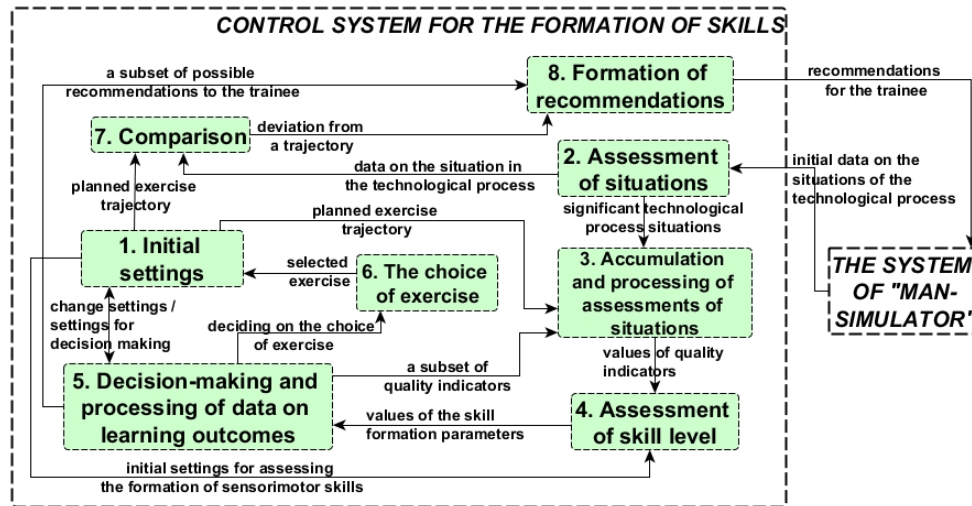 CONTROL SYSTEM FOR THE FORMATION OF SKILLS
a subset of possible
recommendations to the trainee
8. Formation of
recommendations
recommendations
for the trainee
7. Comparison
deviation from
a trajectory
data on the situation in
the technological process
2. Assessment
of situations
initial data on the
situations of the
technological process
planned exercise
trajectory
planned exercise
trajectory
significant technological
process situations
1. Initial
settings
selected
exercise
6. The choice
of exercise
3. Accumulation
and processing of
assessments of
situations
THE SYSTEM
OF "MAN-
SIMULATOR"
change settings /
settings for
decision making
deciding on the choice
of exercise
values of quality
indicators
5. Decision-making and
processing of data on
learning outcomes
a subset of
quality indicators
values of the skill
formation parameters
4. Assessment
of skill level
initial settings for assessing
the formation of sensorimotor skills